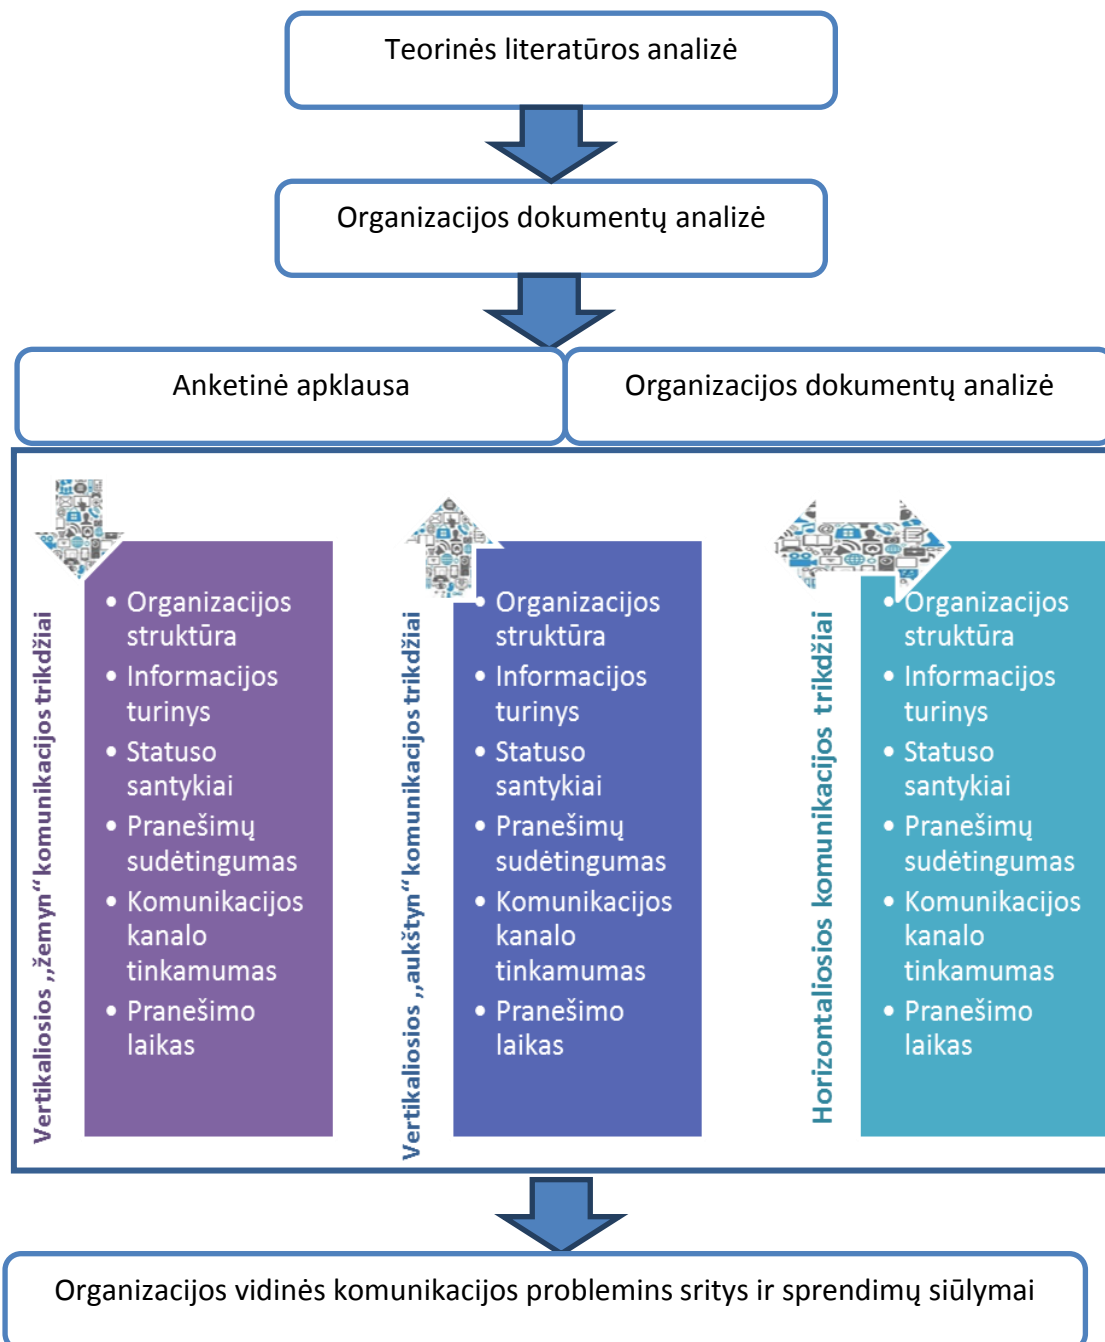 Teorinės literatūros analizė
Organizacijos dokumentų analizė
Anketinė apklausa
Organizacijos dokumentų analizė
Vertikaliosios ,,žemyn“komunikacijos trikdžiai
• Organizacijos
struktūra
• Informacijos
turinys
• Statuso
santykiai
• Pranešimų
sudėtingumas
• Komunikacijos
kanalo
tinkamumas
• Pranešimo
laikas
Vertikaliosios ,,aukštyn“komunikacijos trikdžiai
• Organizacijos
struktūra
• Informacijos
turinys
• Statuso
santykiai
• Pranešimų
sudėtingumas
• Komunikacijos
kanalo
tinkamumas
• Pranešimo
laikas
Horizontaliosios komunikacijos trikdžiai
• Organizacijos
struktūra
• Informacijos
turinys
• Statuso
santykiai
• Pranešimų
sudėtingumas
• Komunikacijos
kanalo
tinkamumas
• Pranešimo
laikas
Organizacijos vidinės komunikacijos problemins sritys ir sprendimų siūlymai